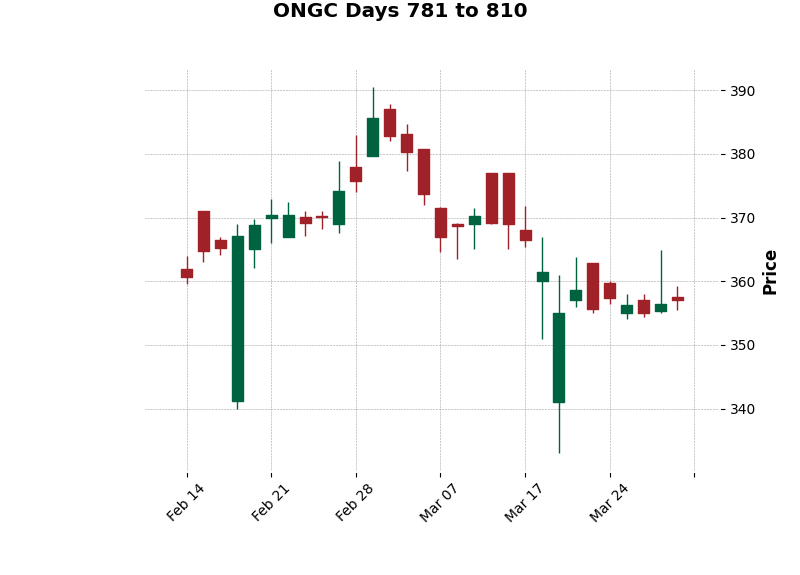 ONGC Days 781 to 810
390
380
370
360
350
340
Price
Feb 14
Feb 21
Feb 28
Mar 07
Mar 17
Mar 24